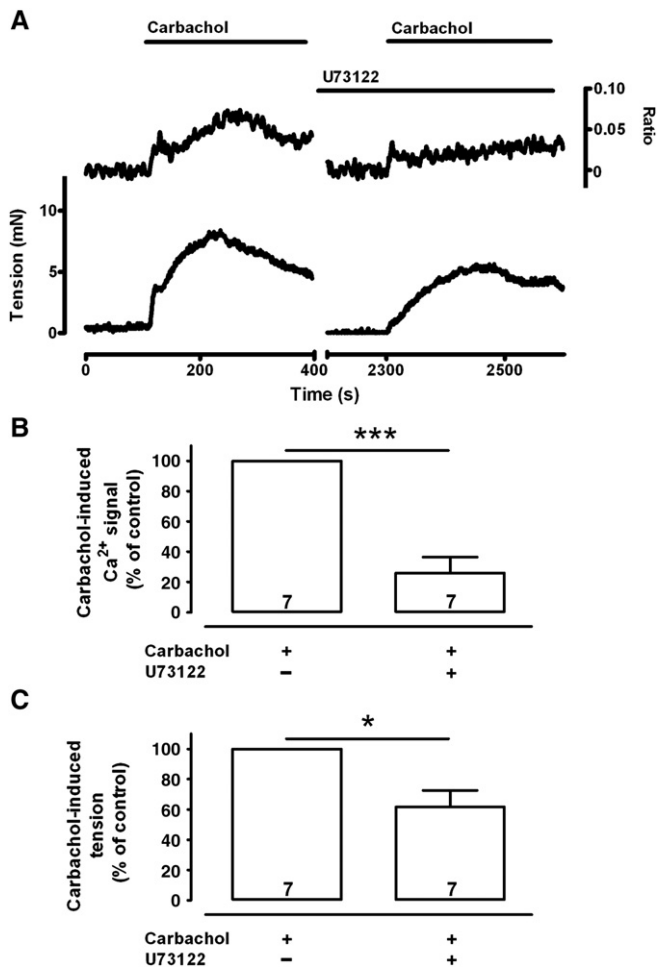 A
Carbachol
Carbachol
U73122
0.10
0.05
0
Ratio
10
5
0
Tension (mN)
0
200
400
2300
2500
Time (s)
B
***
Carbachol-induced
Ca²⁺ signal
(% of control)
100
80
60
40
20
0
7
7
Carbachol + +
U73122 − +
C
*
Carbachol-induced
tension
(% of control)
100
80
60
40
20
0
7
7
Carbachol + +
U73122 − +